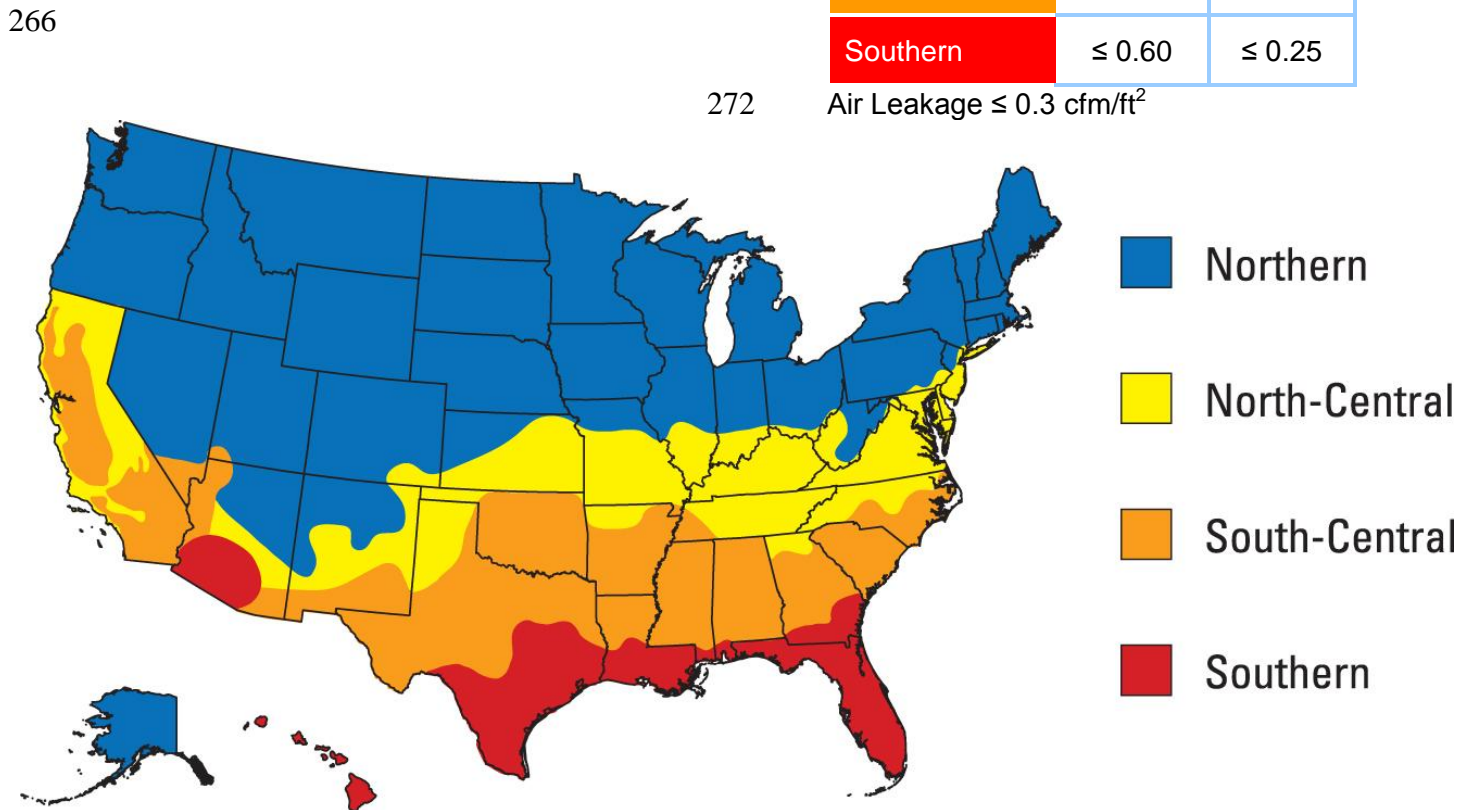 266
Southern ≤ 0.60 ≤ 0.25
272 Air Leakage ≤ 0.3 cfm/ft²
Northern
North-Central
South-Central
Southern